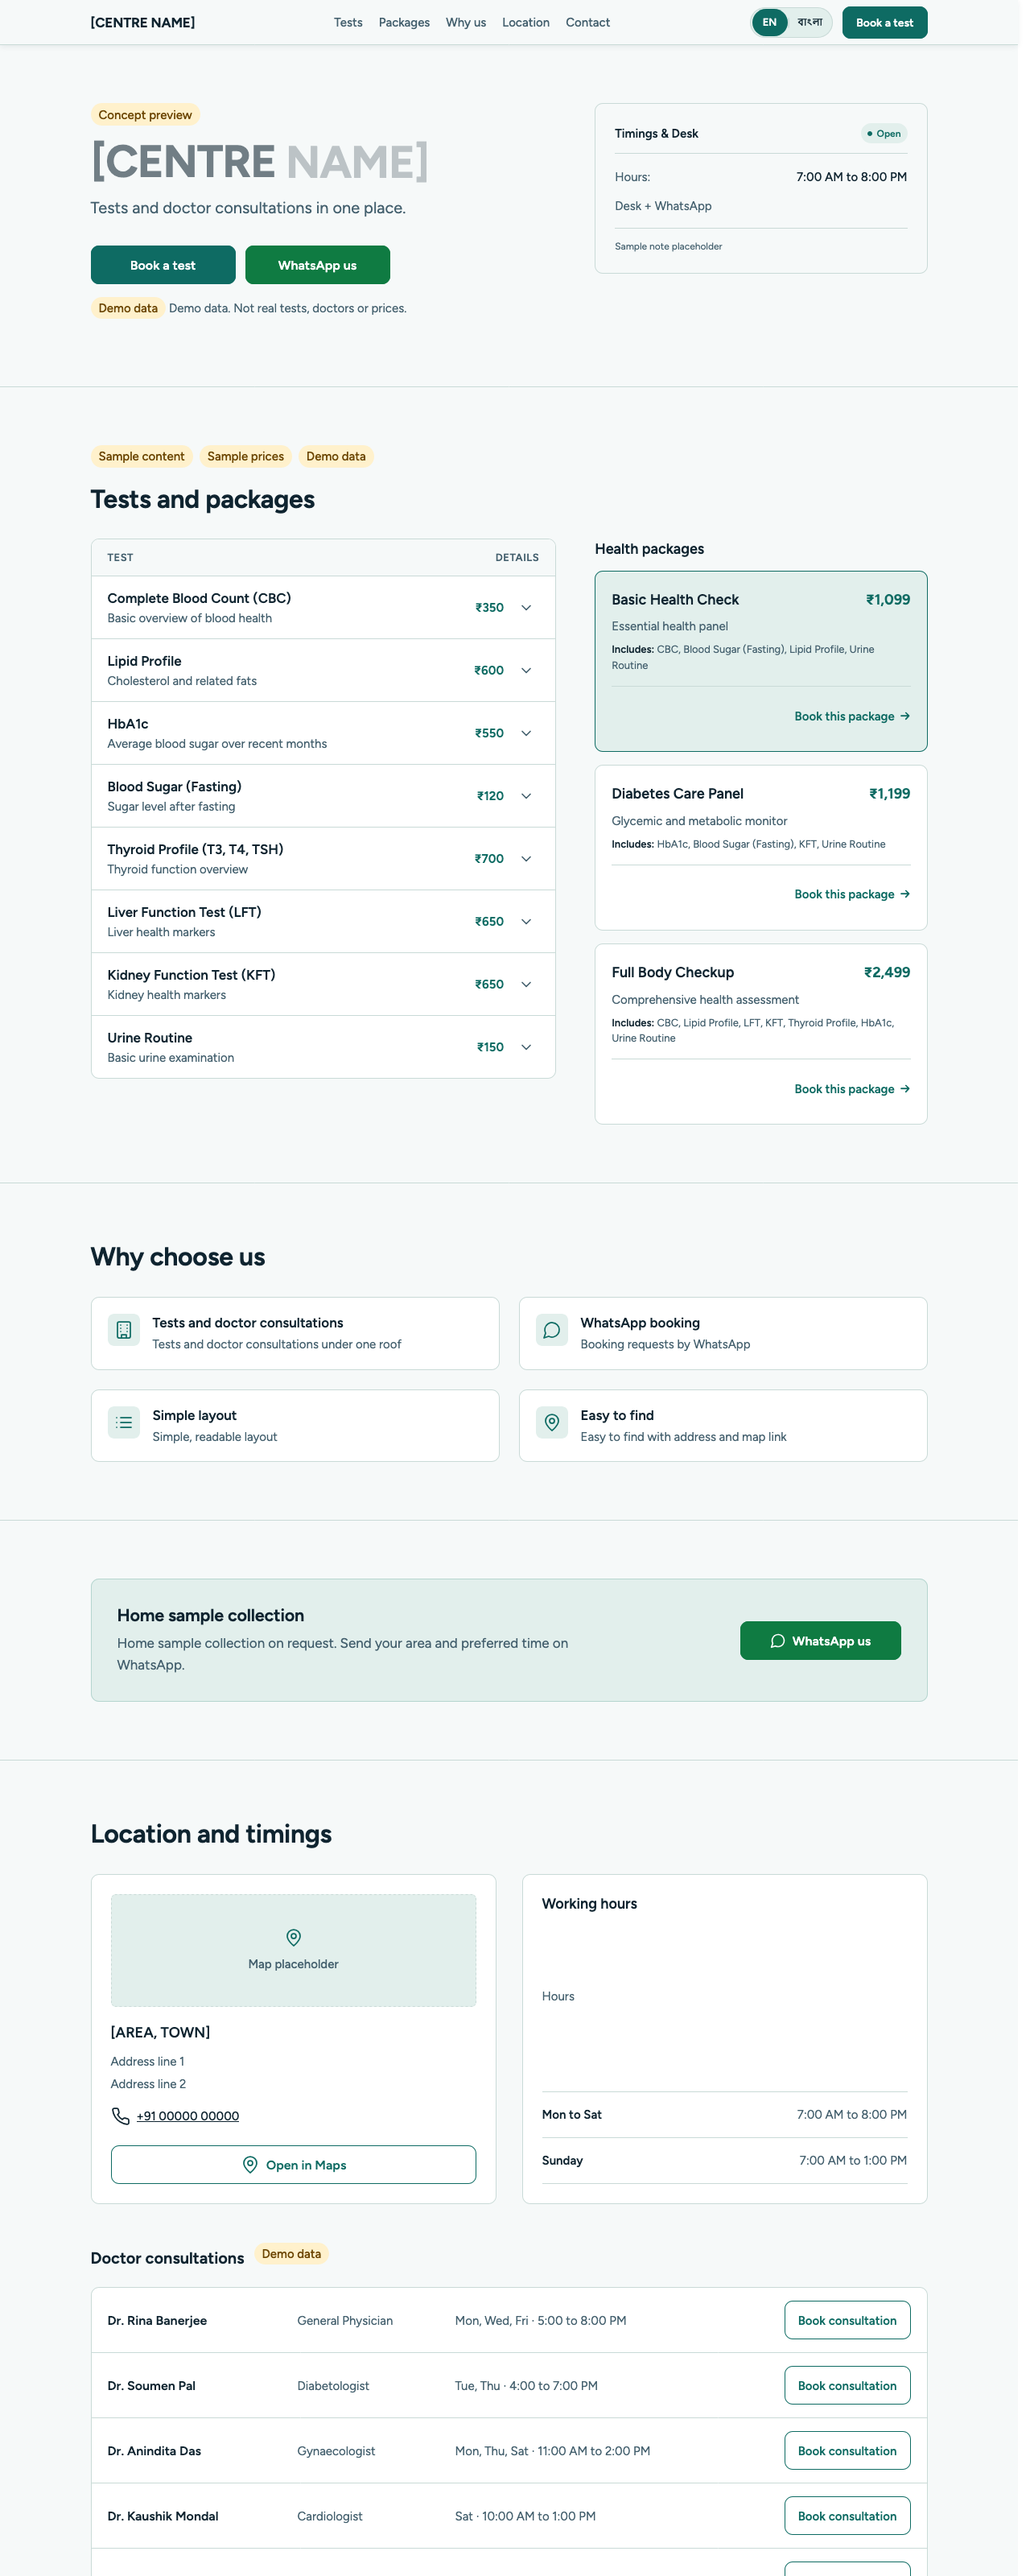 [CENTRE NAME]
Tests Packages Why us Location Contact
EN বাংলা
Book a test
Concept preview
[CENTRE NAME]
Tests and doctor consultations in one place.
Book a test
WhatsApp us
Demo data Demo data. Not real tests, doctors or prices.
Timings & Desk
Open
Hours: 7:00 AM to 8:00 PM
Desk + WhatsApp
Sample note placeholder
Sample content Sample prices Demo data
Tests and packages
TEST DETAILS
Complete Blood Count (CBC)
Basic overview of blood health
₹350
Lipid Profile
Cholesterol and related fats
₹600
HbA1c
Average blood sugar over recent months
₹550
Blood Sugar (Fasting)
Sugar level after fasting
₹120
Thyroid Profile (T3, T4, TSH)
Thyroid function overview
₹700
Liver Function Test (LFT)
Liver health markers
₹650
Kidney Function Test (KFT)
Kidney health markers
₹650
Urine Routine
Basic urine examination
₹150
Health packages
Basic Health Check ₹1,099
Essential health panel
Includes: CBC, Blood Sugar (Fasting), Lipid Profile, Urine
Routine
Book this package →
Diabetes Care Panel ₹1,199
Glycemic and metabolic monitor
Includes: HbA1c, Blood Sugar (Fasting), KFT, Urine Routine
Book this package →
Full Body Checkup ₹2,499
Comprehensive health assessment
Includes: CBC, Lipid Profile, LFT, KFT, Thyroid Profile, HbA1c,
Urine Routine
Book this package →
Why choose us
Tests and doctor consultations
Tests and doctor consultations under one roof
WhatsApp booking
Booking requests by WhatsApp
Simple layout
Simple, readable layout
Easy to find
Easy to find with address and map link
Home sample collection
Home sample collection on request. Send your area and preferred time on
WhatsApp.
WhatsApp us
Location and timings
Map placeholder
[AREA, TOWN]
Address line 1
Address line 2
+91 00000 00000
Open in Maps
Working hours
Hours
Mon to Sat 7:00 AM to 8:00 PM
Sunday 7:00 AM to 1:00 PM
Doctor consultations Demo data
Dr. Rina Banerjee General Physician Mon, Wed, Fri · 5:00 to 8:00 PM Book consultation
Dr. Soumen Pal Diabetologist Tue, Thu · 4:00 to 7:00 PM Book consultation
Dr. Anindita Das Gynaecologist Mon, Thu, Sat · 11:00 AM to 2:00 PM Book consultation
Dr. Kaushik Mondal Cardiologist Sat · 10:00 AM to 1:00 PM Book consultation